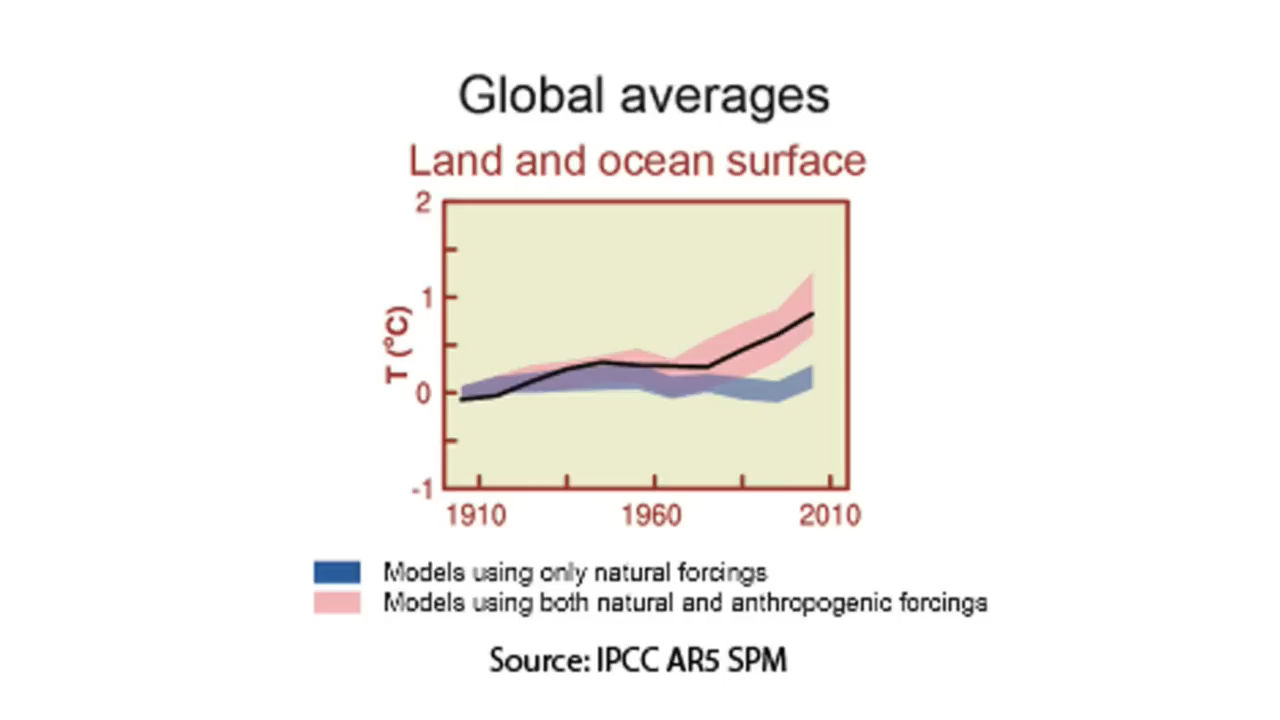 Global averages
Land and ocean surface
2
1
0
-1
T (°C)
1910 1960 2010
Models using only natural forcings
Models using both natural and anthropogenic forcings
Source: IPCC AR5 SPM